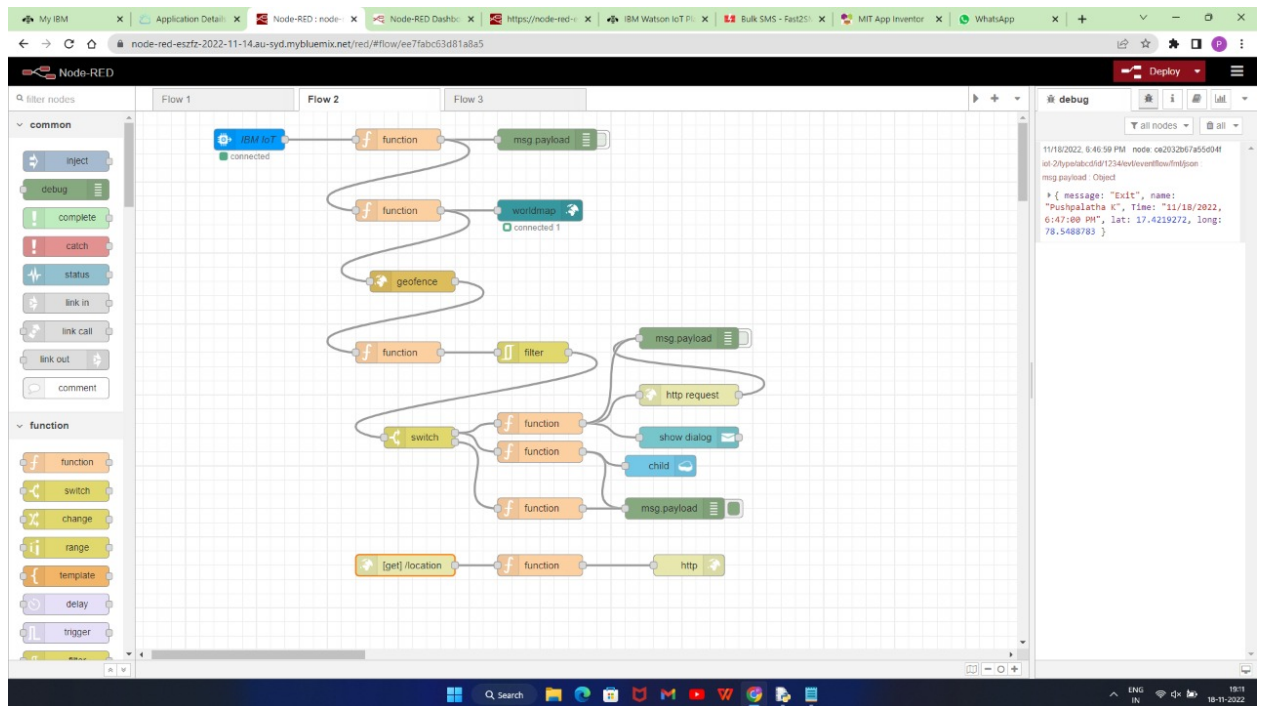 My IBM
Application Details
Node-RED : node-r
Node-RED Dashbo
https://node-red-e
IBM Watson IoT Pl
Bulk SMS - Fast2S
MIT App Inventor
WhatsApp
node-red-eszfz-2022-11-14.au-syd.mybluemix.net/red/#flow/ee7fabc63d81a8a5
P
Node-RED
Deploy
filter nodes
Flow 1
Flow 2
Flow 3
debug
all nodes
all
common
inject
debug
complete
catch
status
link in
link call
link out
comment
function
function
switch
change
range
template
delay
trigger
IBM IoT
connected
function
msg.payload
function
worldmap
connected 1
geofence
function
filter
msg.payload
http request
switch
function
show dialog
function
child
function
msg.payload
[get] /location
function
http
11/18/2022, 6:46:59 PM node: ce2032b67a55d04f
iot-2/type/abcd/id/1234/evt/eventflow/fmt/json :
msg.payload : Object
{ message: "Exit", name:
"Pushpalatha K", Time: "11/18/2022,
6:47:00 PM", lat: 17.4219272, long:
78.5488783 }
Search
ENG
IN
19:11
18-11-2022